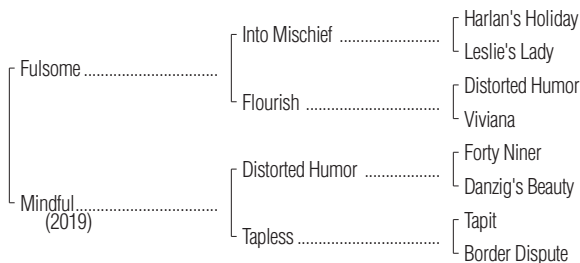 Harlan's Holiday
Into Mischief ..................
Leslie's Lady
Fulsome ........................
Distorted Humor
Flourish ........................
Viviana
Forty Niner
Distorted Humor ..............
Danzig's Beauty
Mindful..........................
(2019)
Tapit
Tapless ..........................
Border Dispute